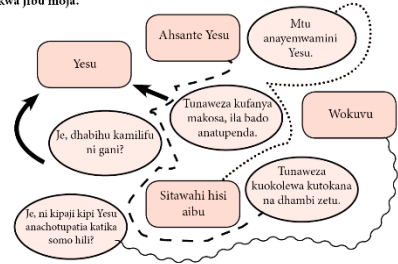 kwa jibu moja.
Ahsante Yesu
Mtu
anayemwamini
Yesu.
Yesu
Tunaweza kufanya
makosa, ila bado
anatupenda.
Wokuvu
Je, dhabihu kamilifu
ni gani?
Tunaweza
kuokolewa kutokana
na dhambi zetu.
Sitawahi hisi
aibu
Je, ni kipaji kipi Yesu
anachotupatia katika
somo hili?